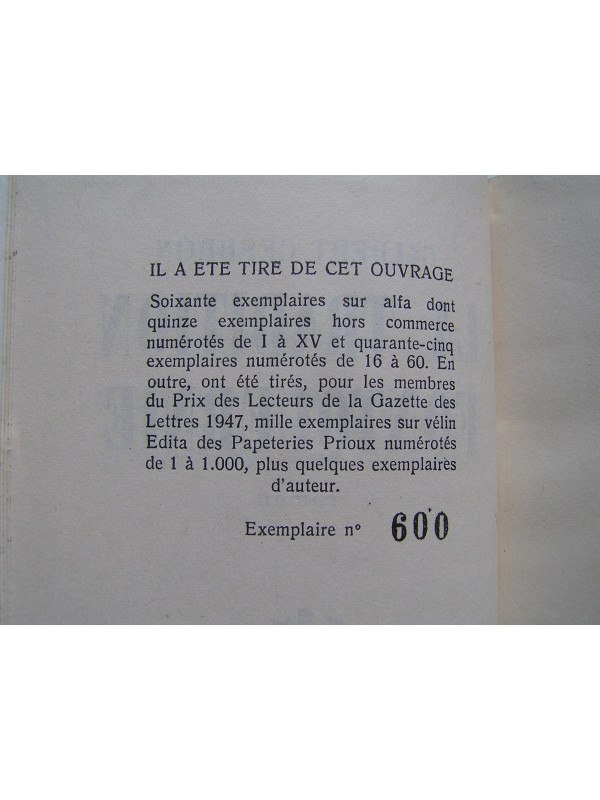 IL A ETE TIRE DE CET OUVRAGE
Soixante exemplaires sur alfa dont
quinze exemplaires hors commerce
numérotés de I à XV et quarante-cinq
exemplaires numérotés de 16 à 60. En
outre, ont été tirés, pour les membres
du Prix des Lecteurs de la Gazette des
Lettres 1947, mille exemplaires sur vélin
Edita des Papeteries Prioux numérotés
de 1 à 1.000, plus quelques exemplaires
d'auteur.
Exemplaire nº 600